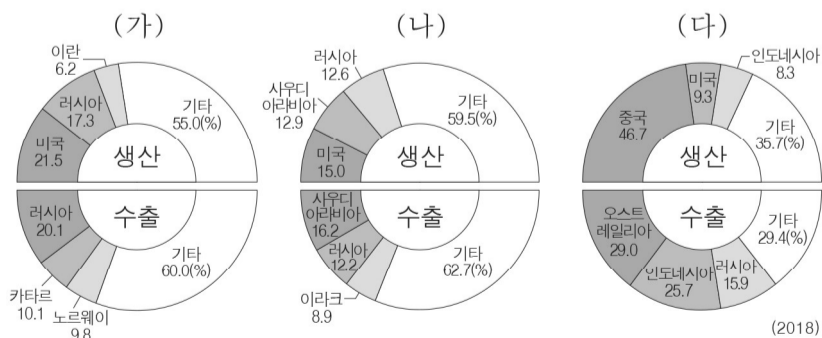 (가)
이란
6.2
러시아
17.3
미국
21.5
기타
55.0(%)
생산
수출
러시아
20.1
카타르
10.1
노르웨이
9.8
기타
60.0(%)
(나)
러시아
12.6
사우디
아라비아
12.9
미국
15.0
기타
59.5(%)
생산
수출
사우디
아라비아
16.2
러시아
12.2
이라크
8.9
기타
62.7(%)
(다)
인도네시아
8.3
미국
9.3
중국
46.7
기타
35.7(%)
생산
수출
오스트
레일리아
29.0
인도네시아
25.7
러시아
15.9
기타
29.4(%)
(2018)